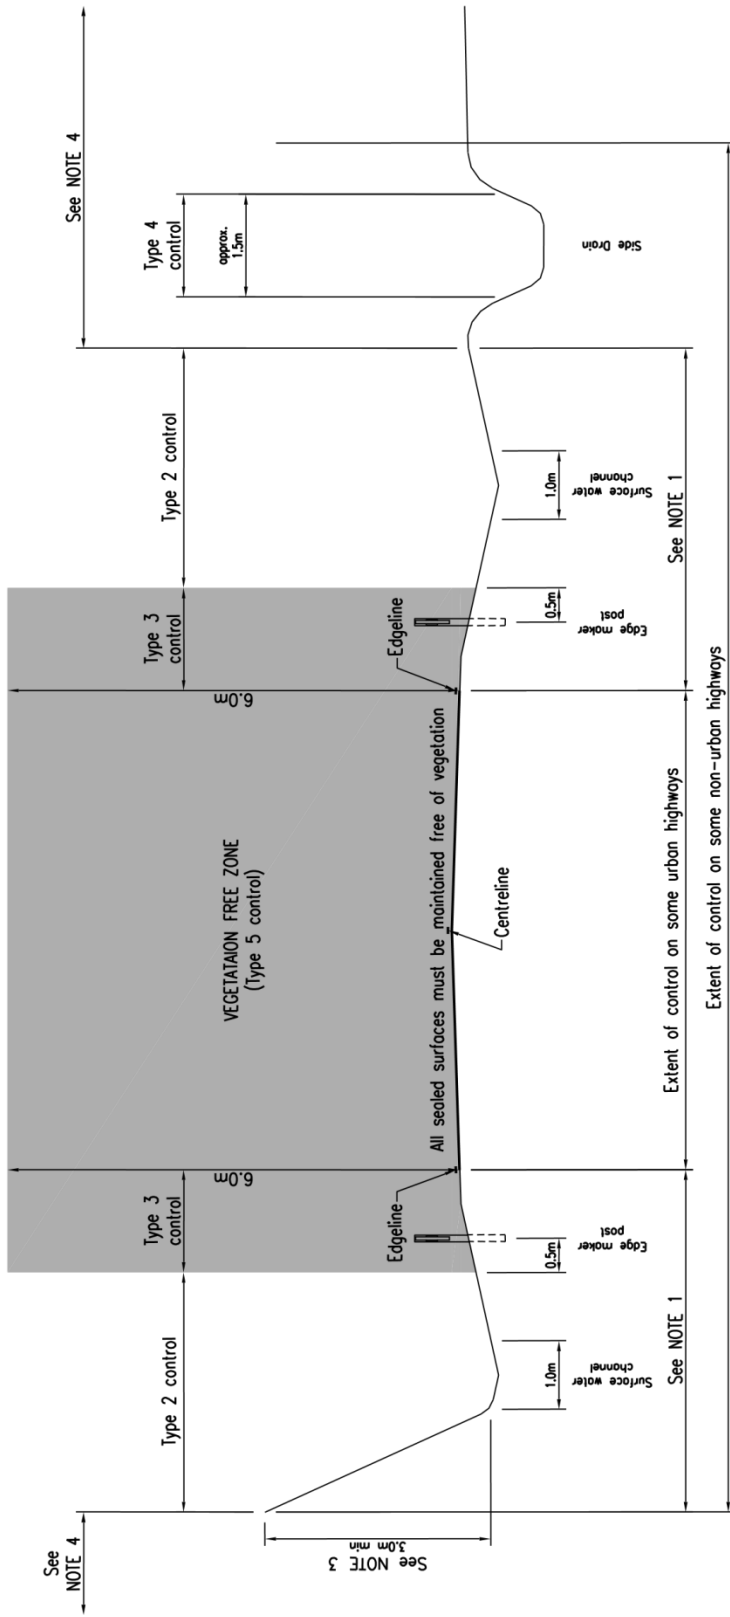 See
NOTE 4
See NOTE 4
Type 2 control
Type 3
control
Type 3
control
Type 2 control
Type 4
control
approx.
1.5m
6.0m
VEGETATAION FREE ZONE
(Type 5 control)
6.0m
See NOTE 3
3.0m min
Edgeline
All sealed surfaces must be maintained free of vegetation
Edgeline
Centreline
1.0m
Surface water
channel
0.5m
Edge maker
post
0.5m
Edge maker
post
1.0m
Surface water
channel
Side Drain
See NOTE 1
Extent of control on some urban highways
See NOTE 1
Extent of control on some non-urban highways